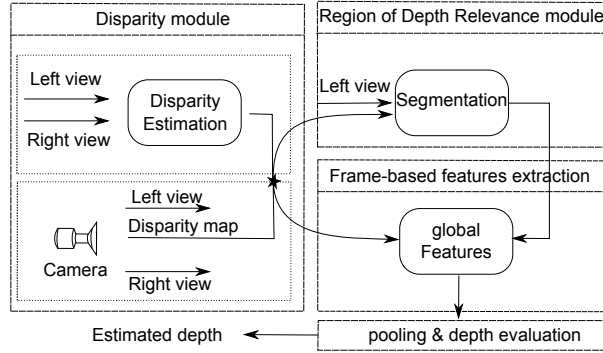 Disparity module
Left view
Right view
Disparity
Estimation
Left view
Disparity map
Camera
Right view
Region of Depth Relevance module
Left view
Segmentation
Frame-based features extraction
global
Features
pooling & depth evaluation
Estimated depth